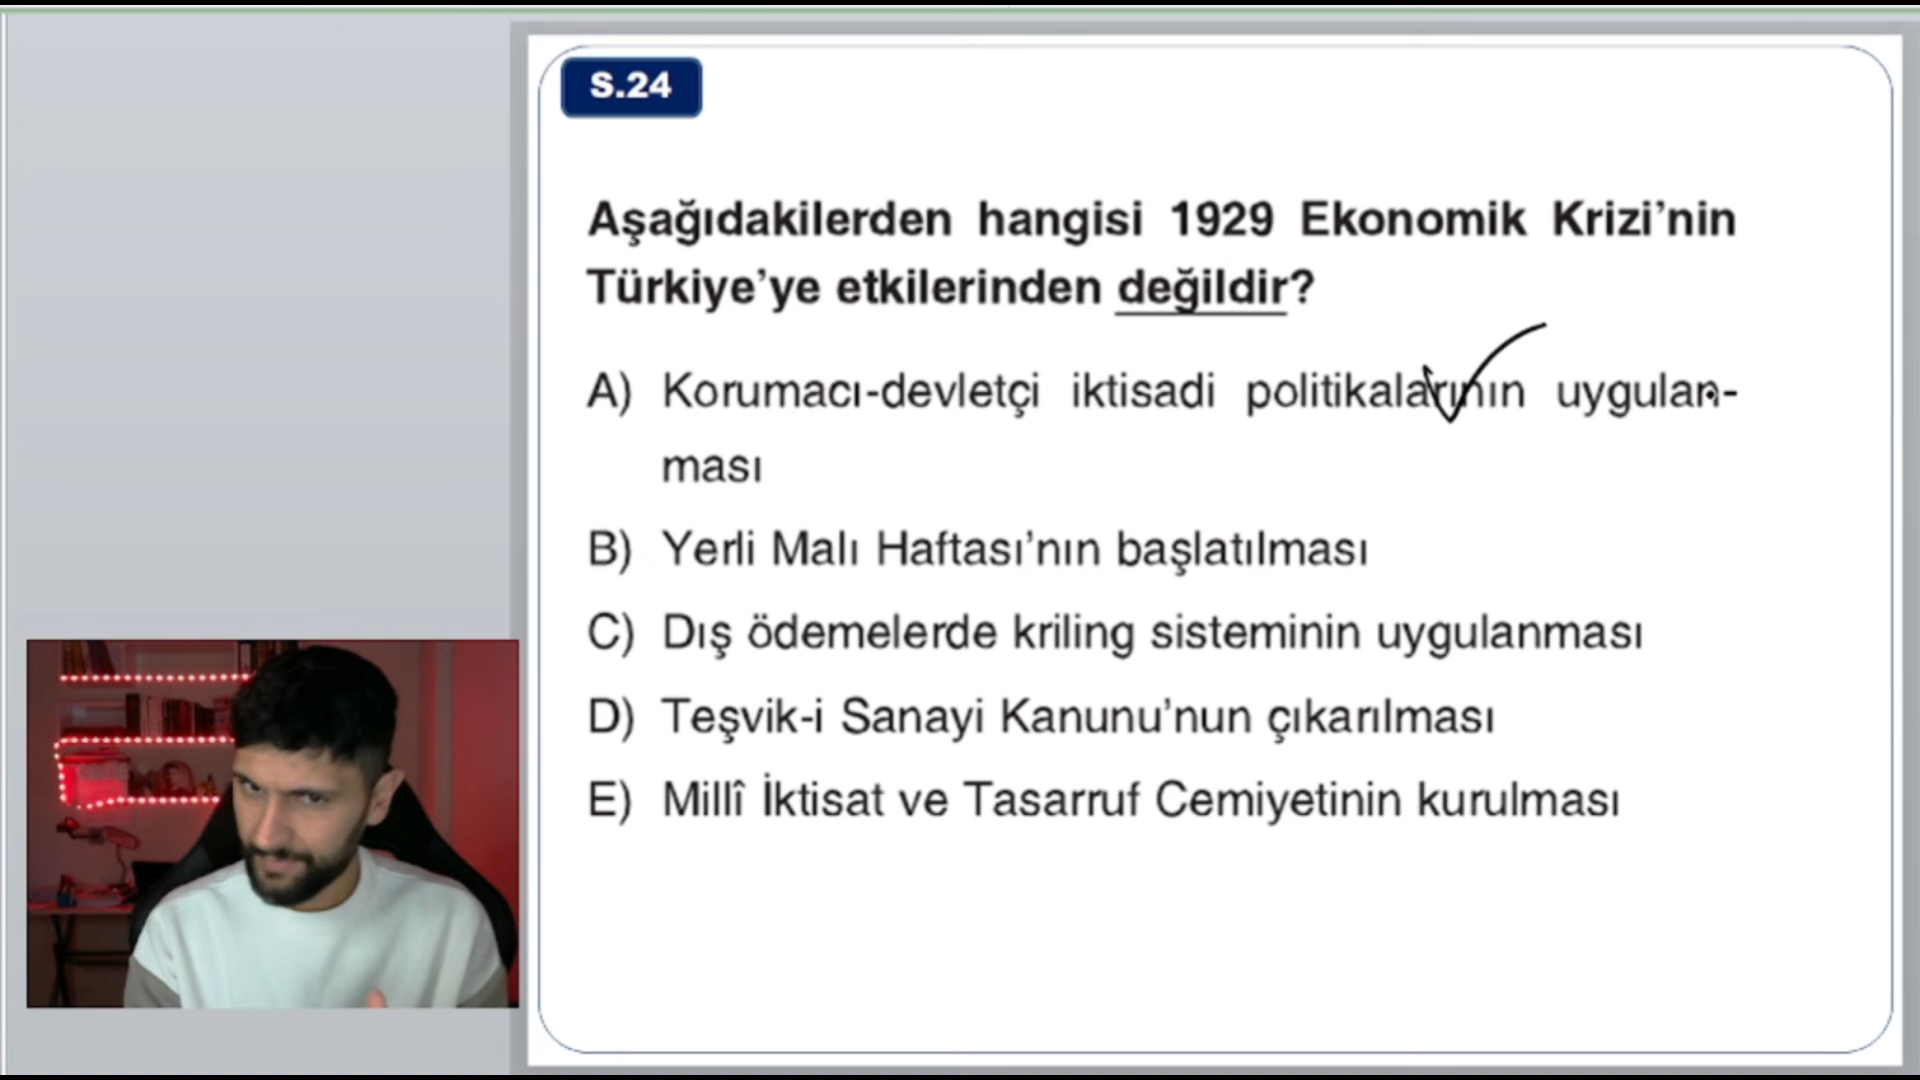 S.24
Aşağıdakilerden hangisi 1929 Ekonomik Krizi'nin
Türkiye'ye etkilerinden değildir?
A) Korumacı-devletçi iktisadi politikalarının uygulan-
ması
B) Yerli Malı Haftası'nın başlatılması
C) Dış ödemelerde kriling sisteminin uygulanması
D) Teşvik-i Sanayi Kanunu'nun çıkarılması
E) Millî İktisat ve Tasarruf Cemiyetinin kurulması